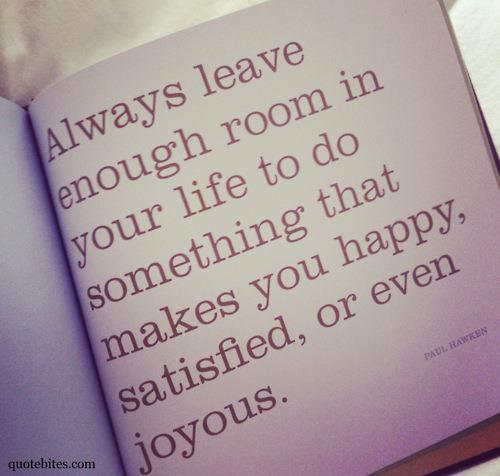 Always leave
enough room in
your life to do
something that
makes you happy,
satisfied, or even
joyous.
PAUL HAWKEN
quotebites.com